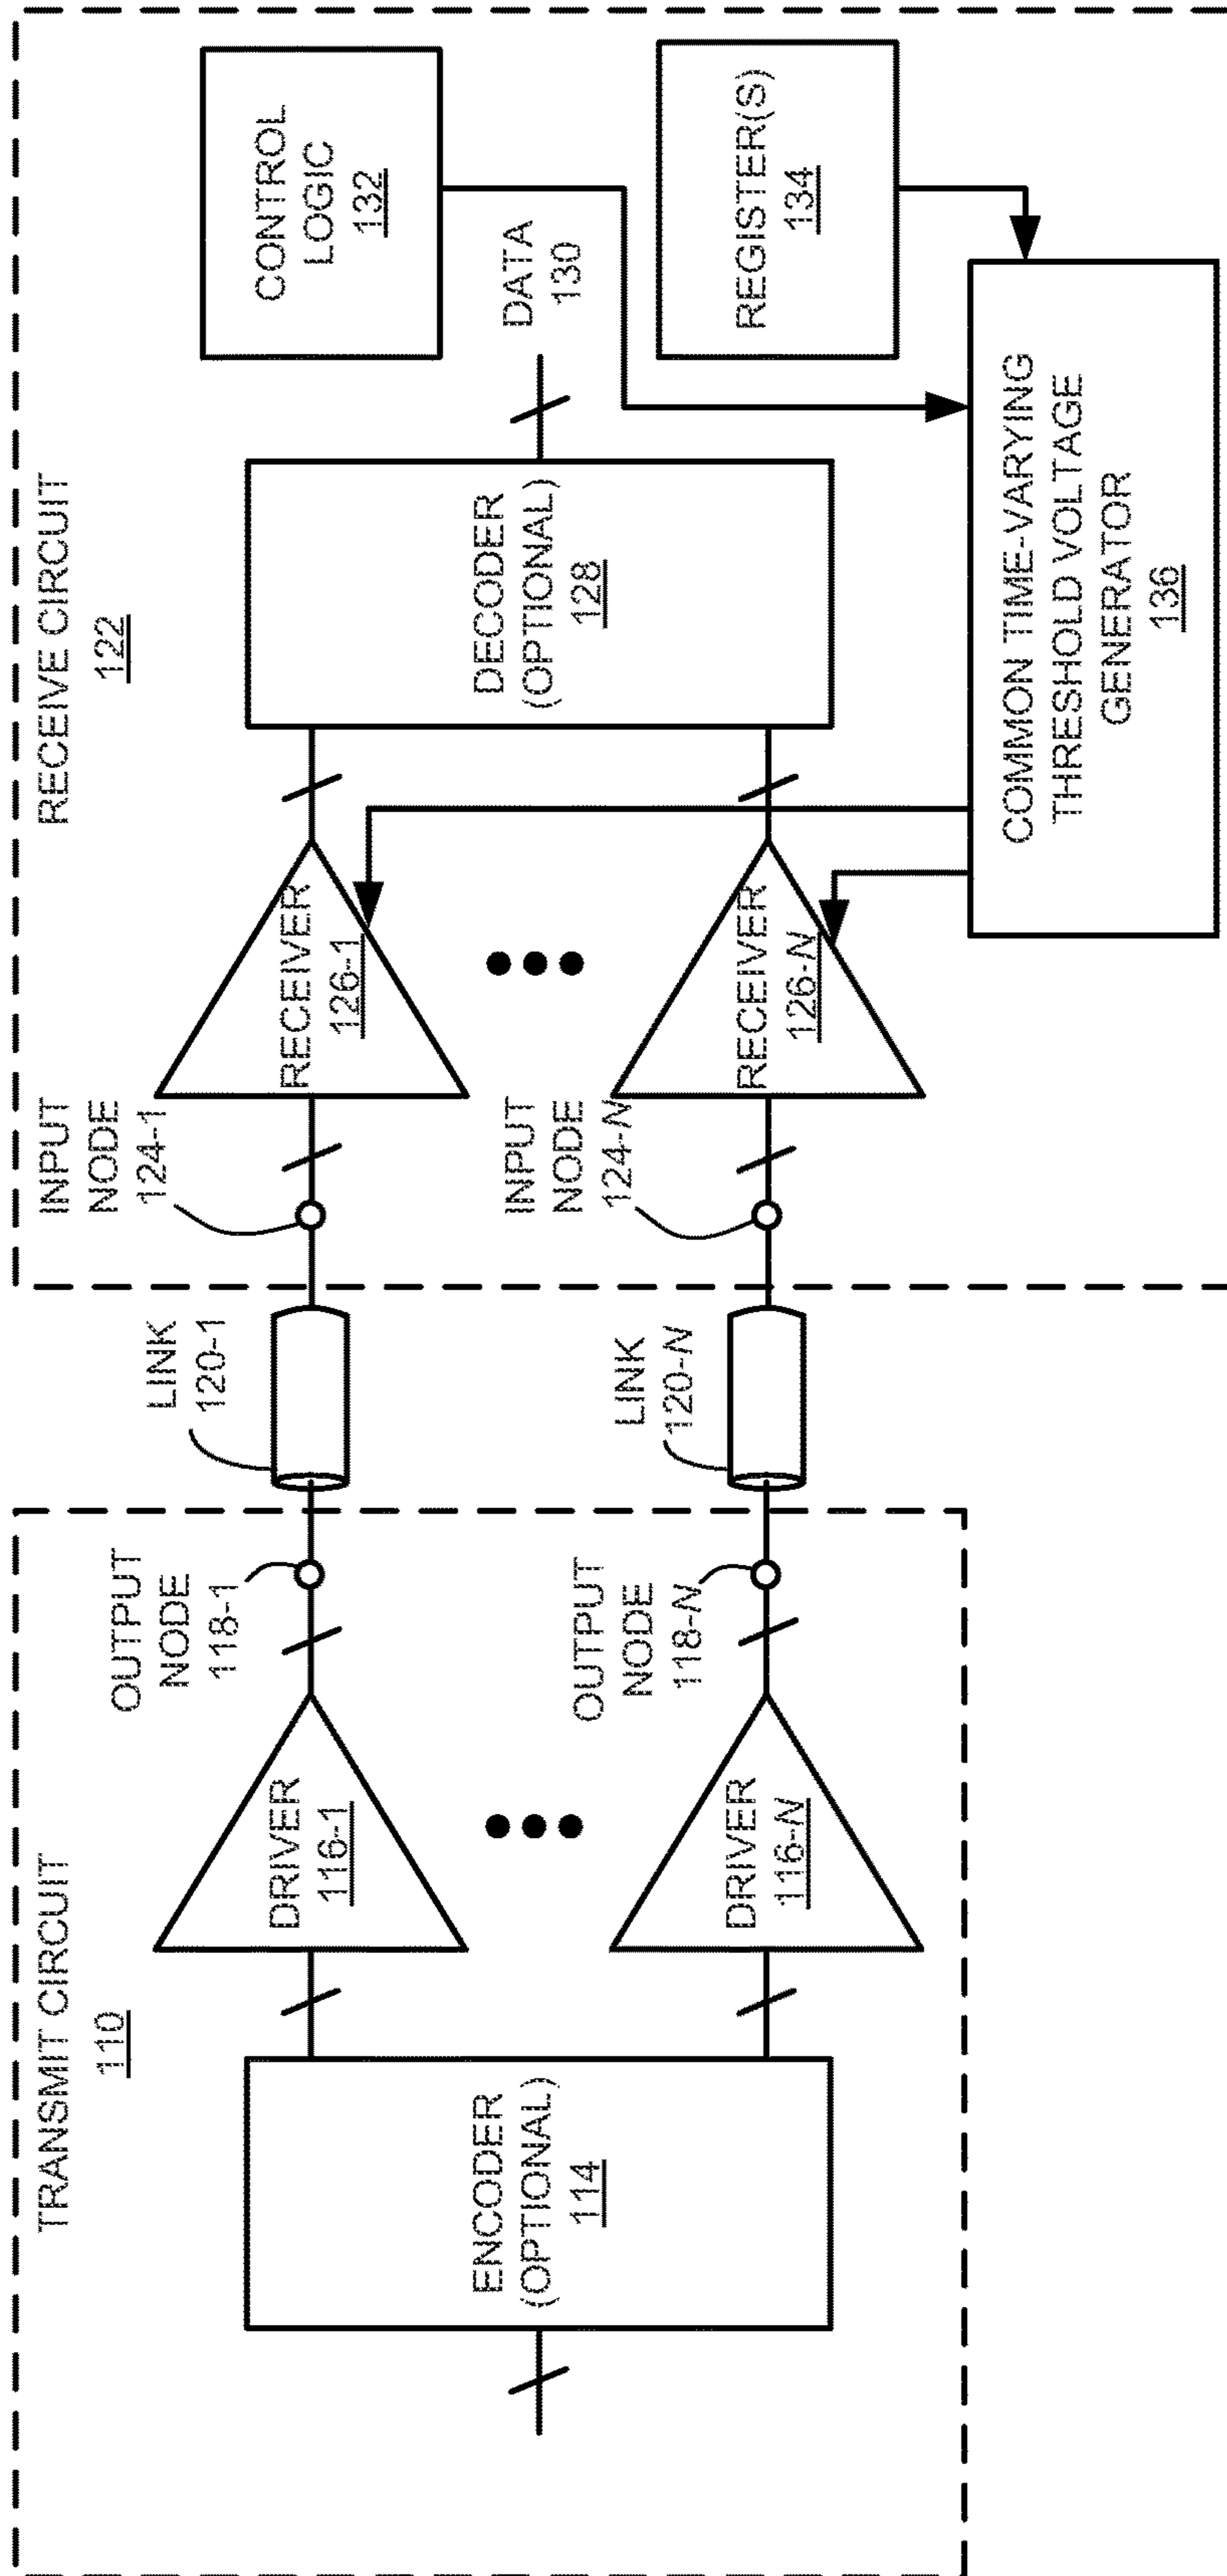 TRANSMIT CIRCUIT
110
ENCODER
(OPTIONAL)
114
DRIVER
116-1
DRIVER
116-N
OUTPUT
NODE
118-1
OUTPUT
NODE
118-N
LINK
120-1
LINK
120-N
RECEIVE CIRCUIT
122
INPUT
NODE
124-1
INPUT
NODE
124-N
RECEIVER
126-1
RECEIVER
126-N
DECODER
(OPTIONAL)
128
DATA
130
CONTROL
LOGIC
132
REGISTER(S)
134
COMMON TIME-VARYING
THRESHOLD VOLTAGE
GENERATOR
136